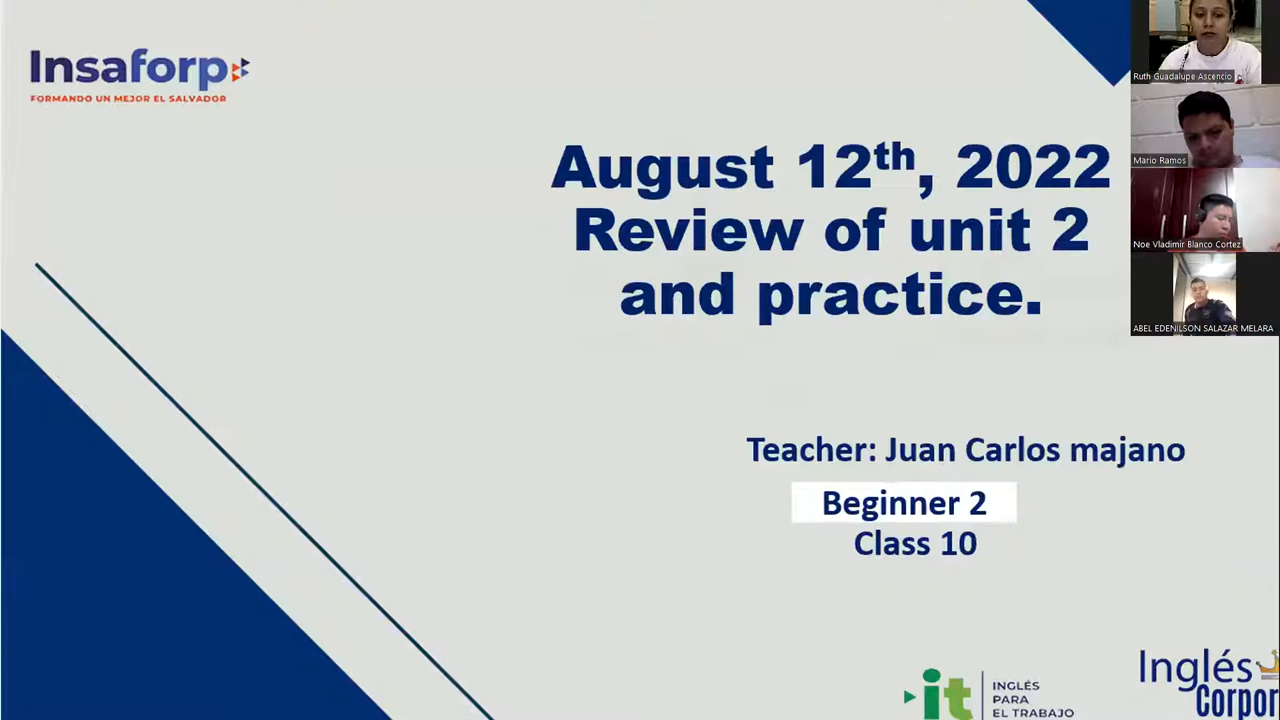 Insaforp
FORMANDO UN MEJOR EL SALVADOR
August 12th, 2022
Review of unit 2
and practice.
Teacher: Juan Carlos majano
Beginner 2
Class 10
it
INGLÉS
PARA
EL TRABAJO
Inglés
Corpor
Ruth Guadalupe Ascencio
Mario Ramos
Noe Vladimir Blanco Cortez
ABEL EDENILSON SALAZAR MELARA